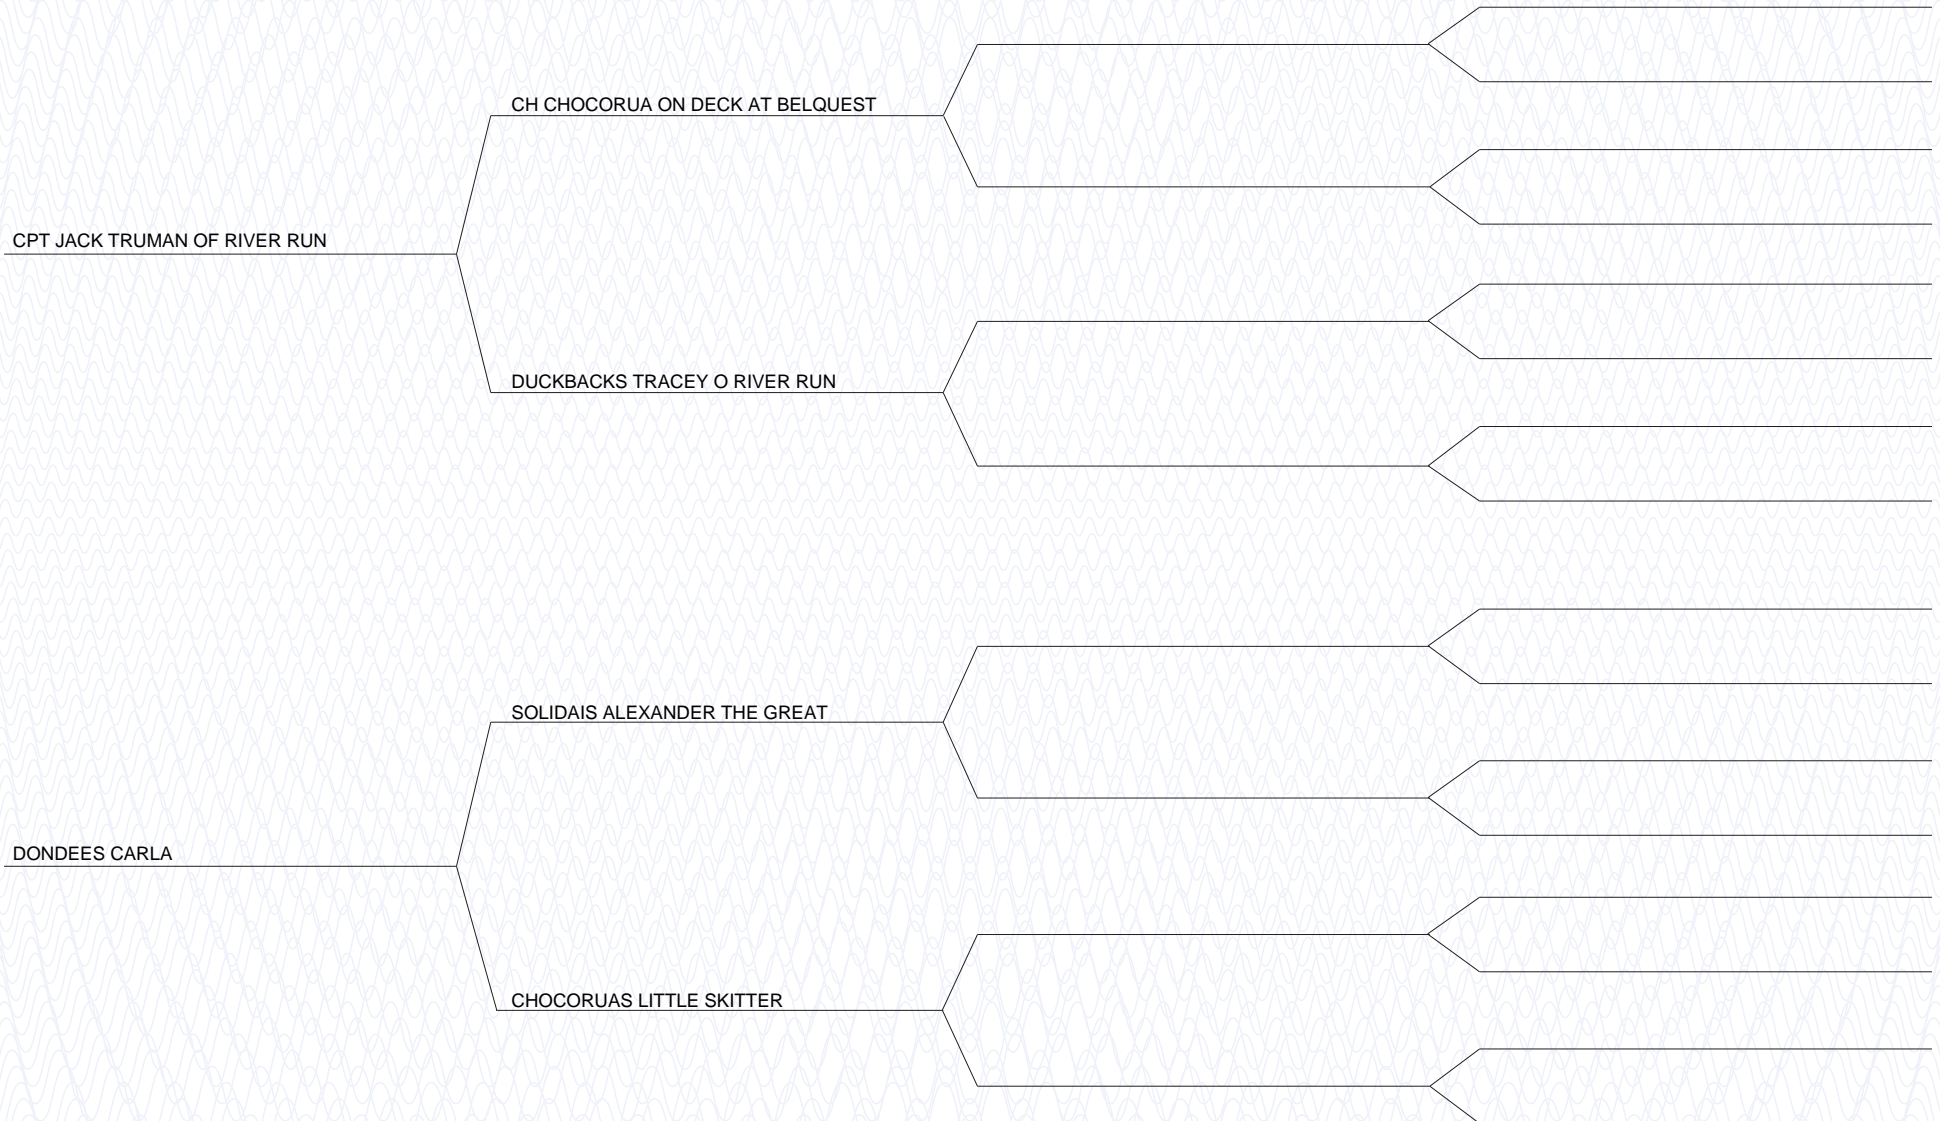 CH CHOCORUA ON DECK AT BELQUEST
CPT JACK TRUMAN OF RIVER RUN
DUCKBACKS TRACEY O RIVER RUN
SOLIDAIS ALEXANDER THE GREAT
DONDEES CARLA
CHOCORUAS LITTLE SKITTER